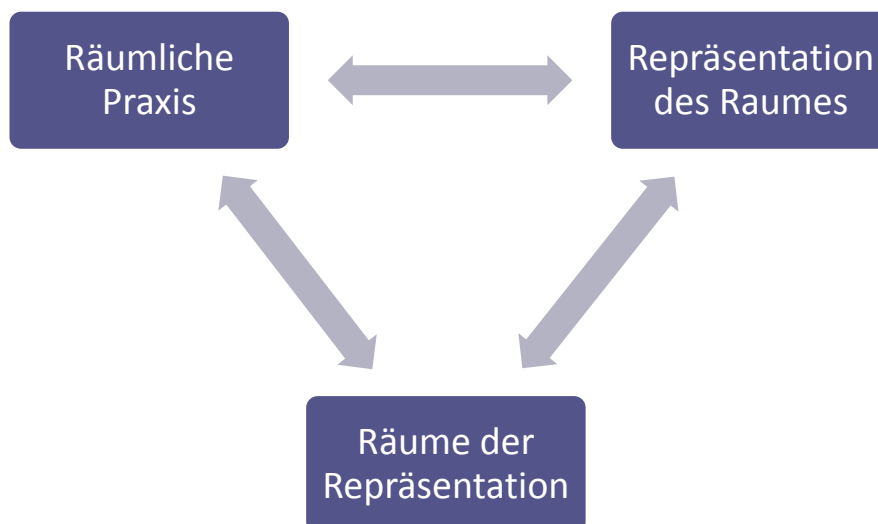 Räumliche
Praxis
Repräsentation
des Raumes
Räume der
Repräsentation